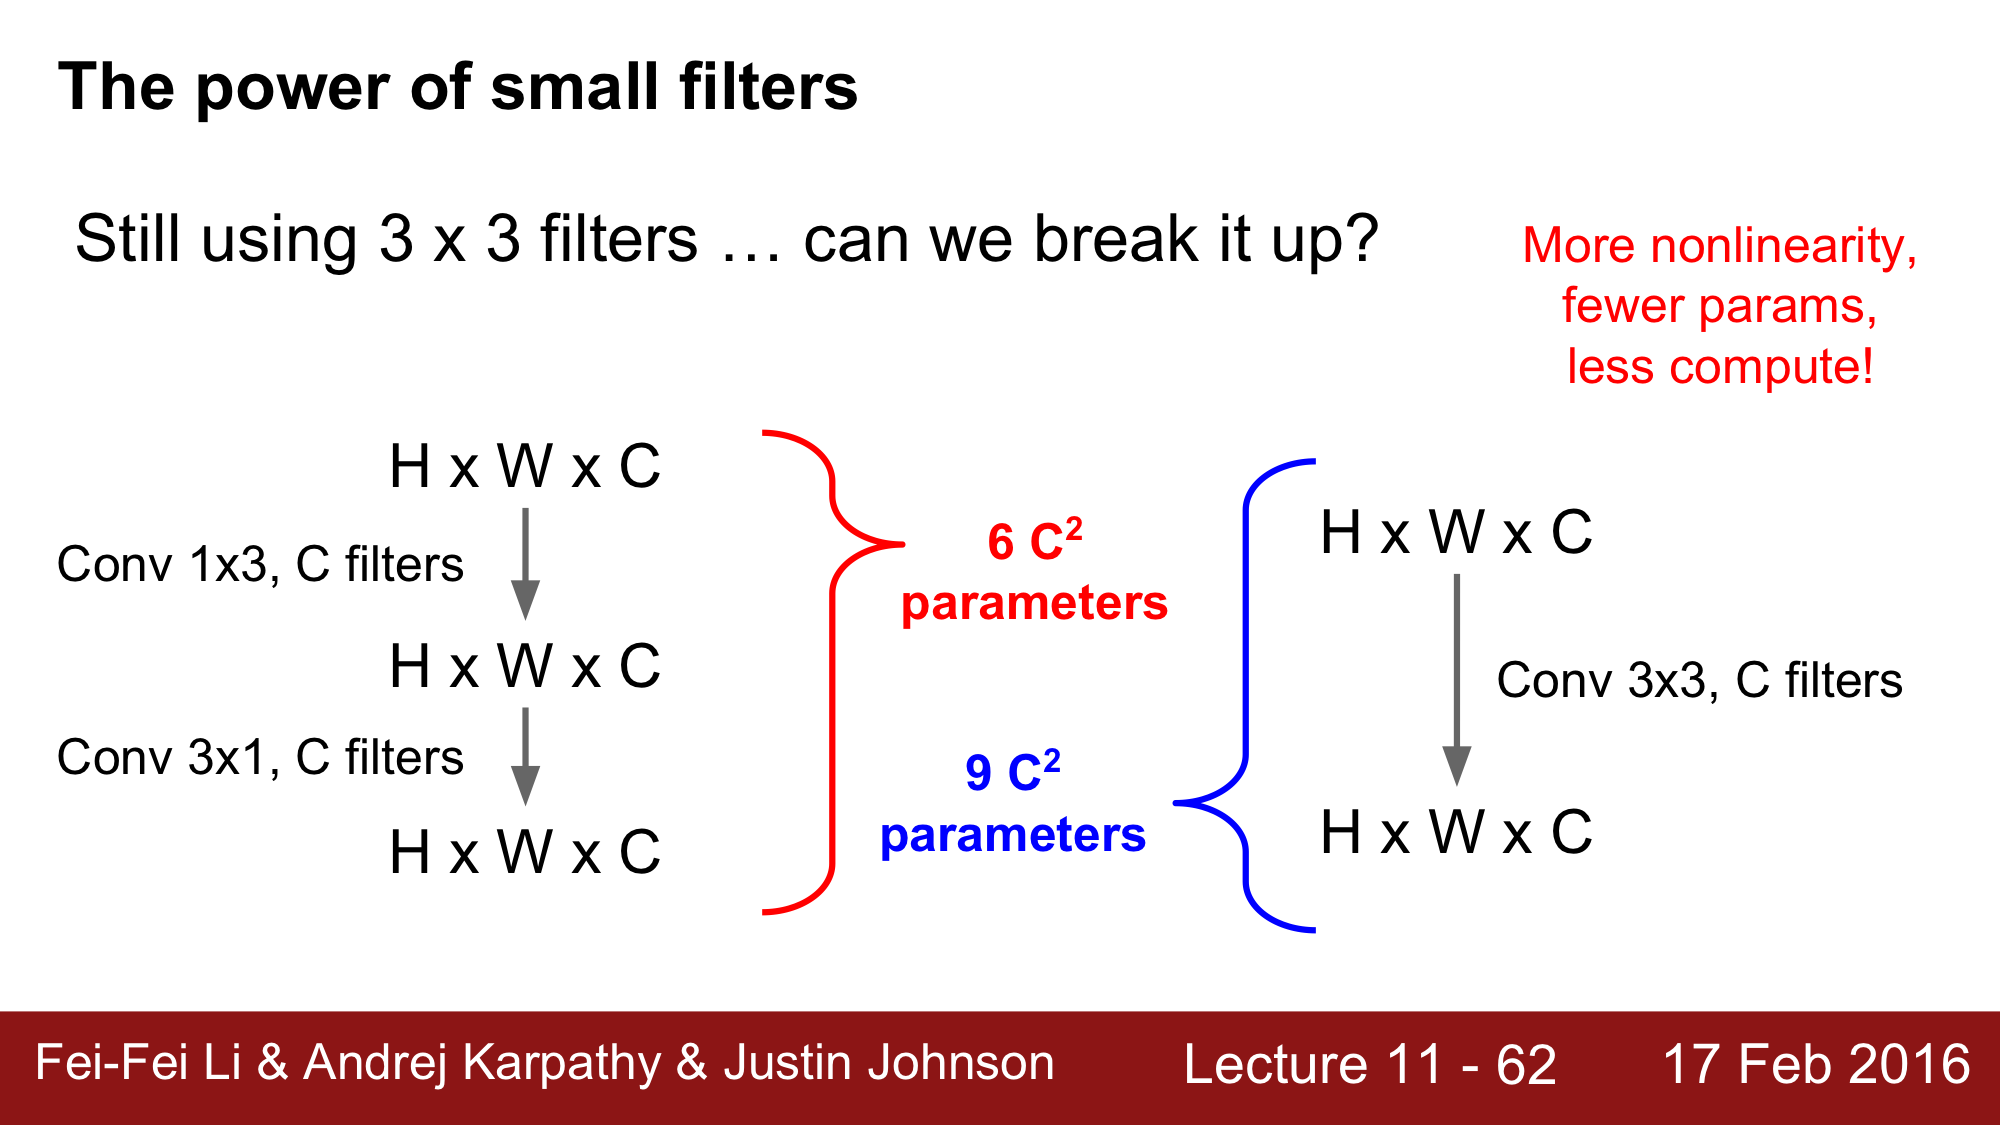 The power of small filters
Still using 3 x 3 filters … can we break it up?
More nonlinearity,
fewer params,
less compute!
H x W x C
Conv 1x3, C filters
H x W x C
Conv 3x1, C filters
H x W x C
6 C²
parameters
9 C²
parameters
H x W x C
Conv 3x3, C filters
H x W x C
Fei-Fei Li & Andrej Karpathy & Justin Johnson
Lecture 11 - 62
17 Feb 2016